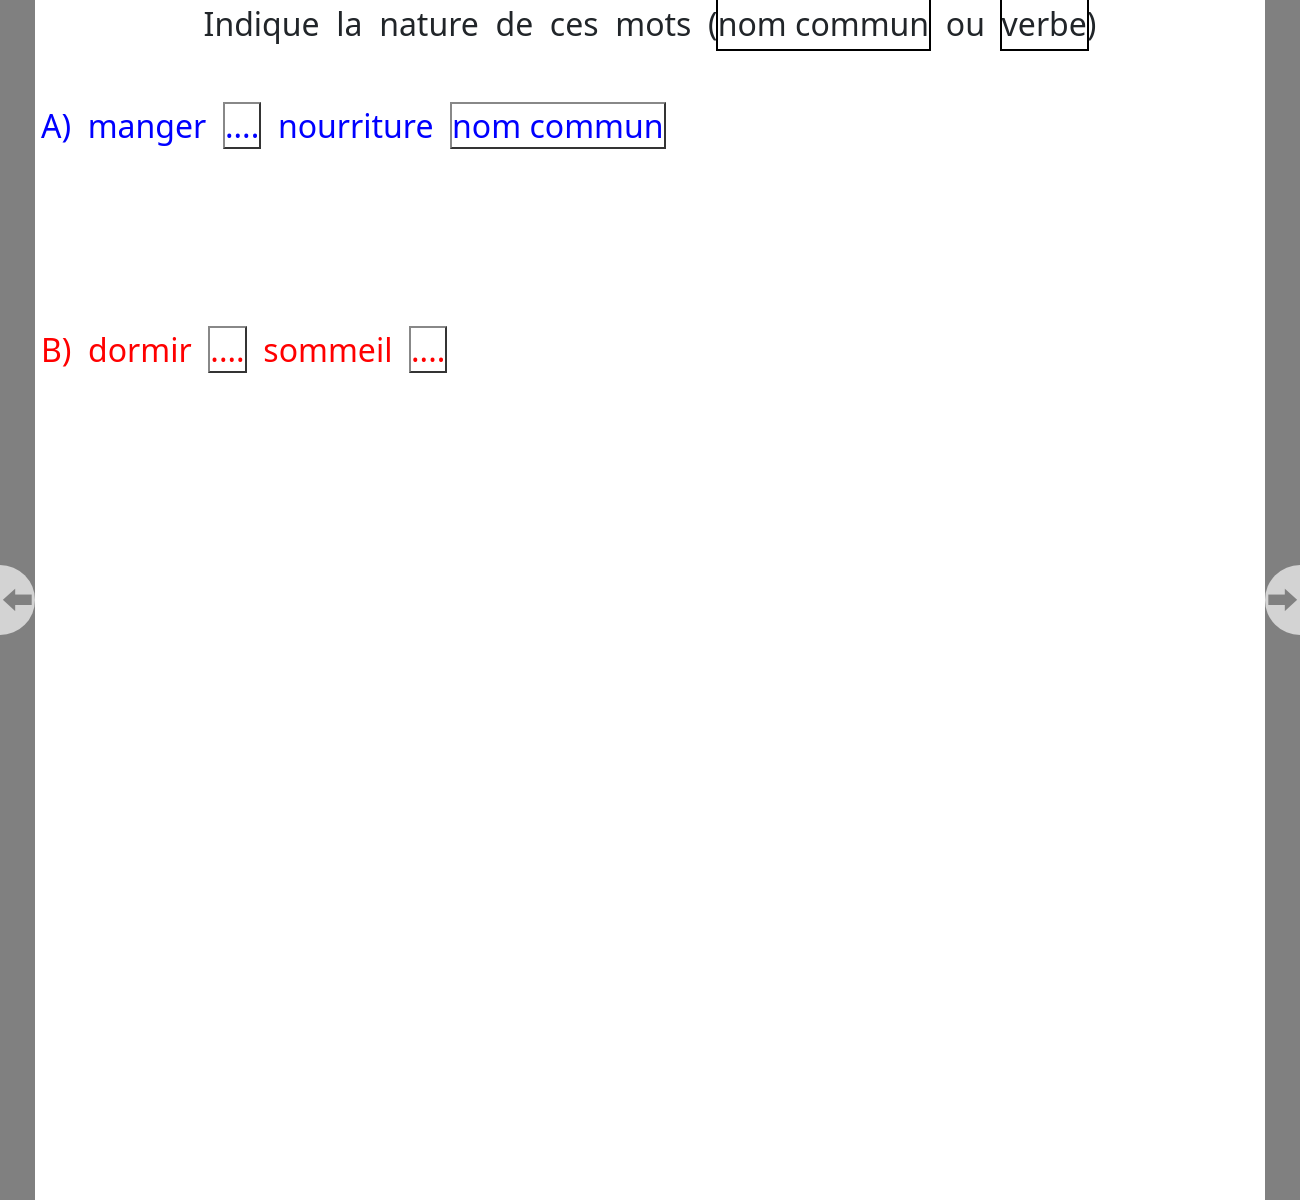 Indique la nature de ces mots (nom commun ou verbe)
A) manger .... nourriture nom commun
B) dormir .... sommeil ....